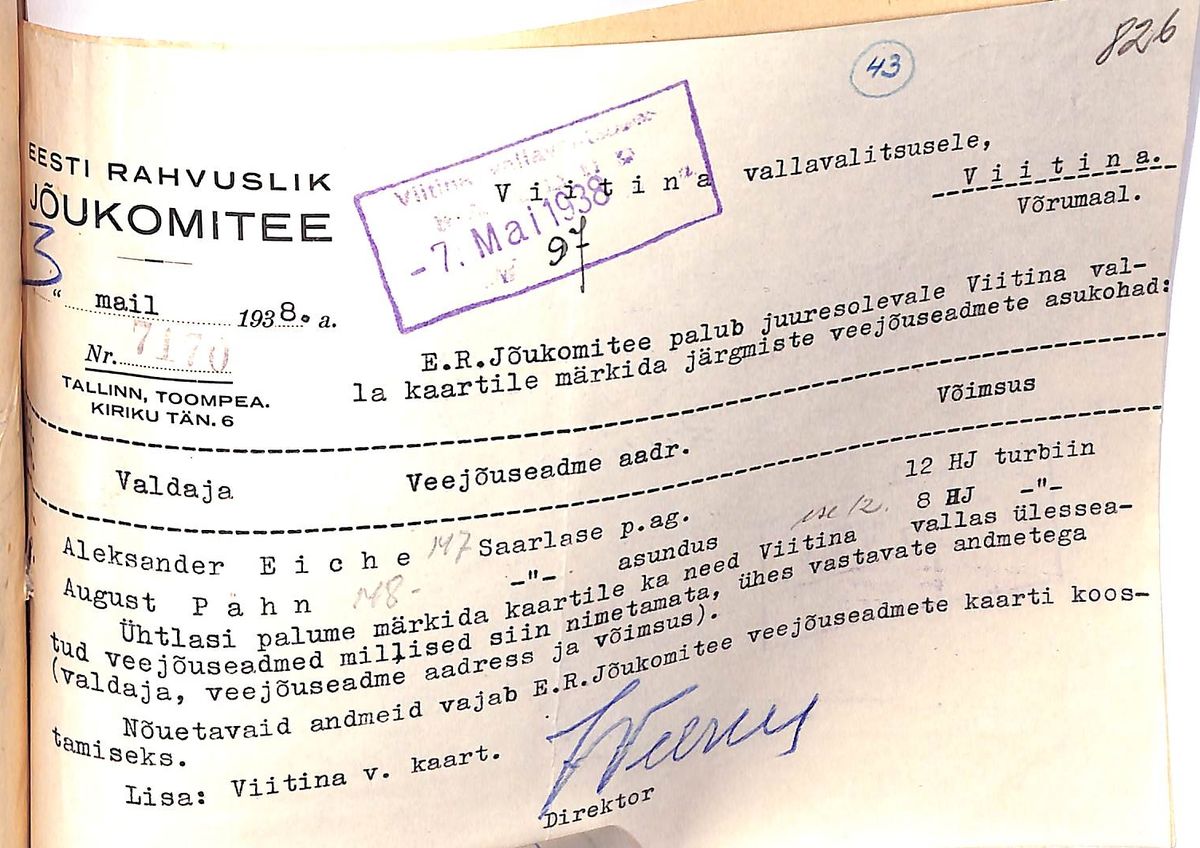 826
43
EESTI RAHVUSLIK
JÕUKOMITEE
3
" mail 1938. a.
Nr. 7170
TALLINN, TOOMPEA.
KIRIKU TÄN. 6
Viitina
-7. Mai 1938
97
V i i t i n a vallavalitsusele,
V i i t i n a.
Võrumaal.
E.R.Jõukomitee palub juuresolevale Viitina val-
la kaartile märkida järgmiste veejõuseadmete asukohad:
Valdaja Veejõuseadme aadr. Võimsus
Aleksander E i c h e 147 Saarlase p.ag. 12 HJ turbiin
August P ä h n 148- -"- asundus 8 HJ -"-
Ühtlasi palume märkida kaartile ka need Viitina vallas ülessea-
tud veejõuseadmed millised siin nimetamata, ühes vastavate andmetega
(valdaja, veejõuseadme aadress ja võimsus).
Nõuetavaid andmeid vajab E.R.Jõukomitee veejõuseadmete kaarti koos-
tamiseks.
Lisa: Viitina v. kaart.
Direktor